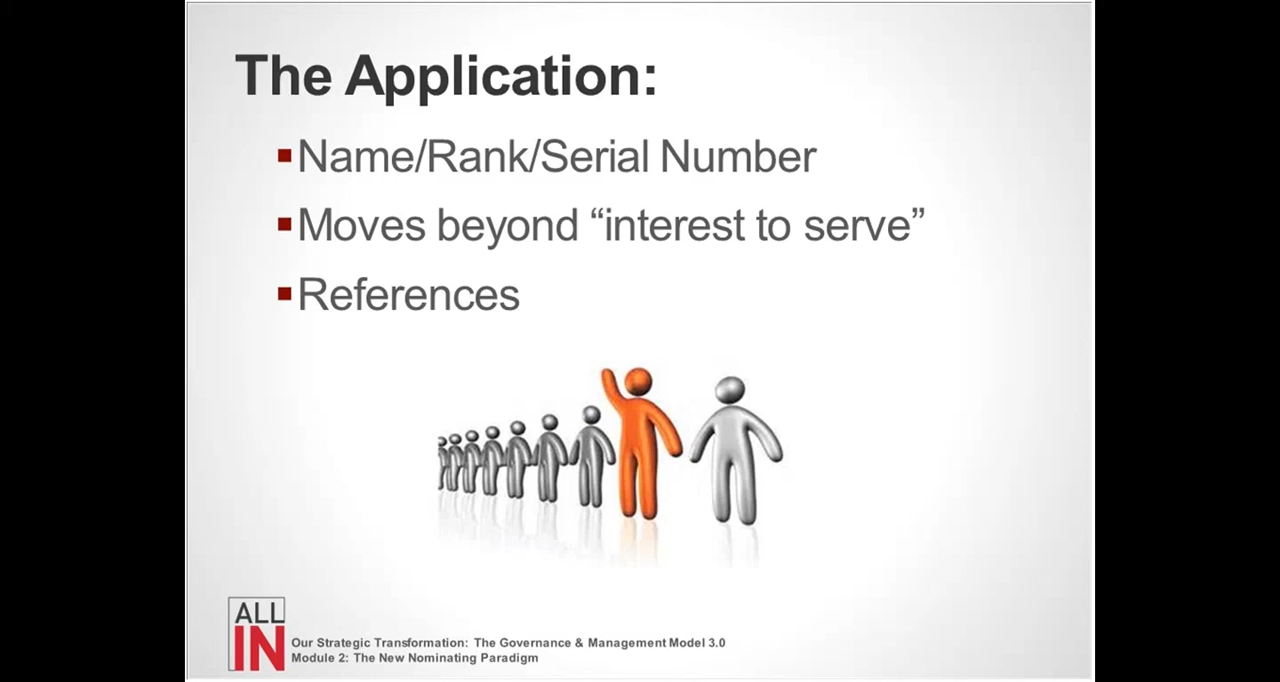 The Application:
Name/Rank/Serial Number
Moves beyond “interest to serve”
References
ALL
IN
Our Strategic Transformation: The Governance & Management Model 3.0
Module 2: The New Nominating Paradigm